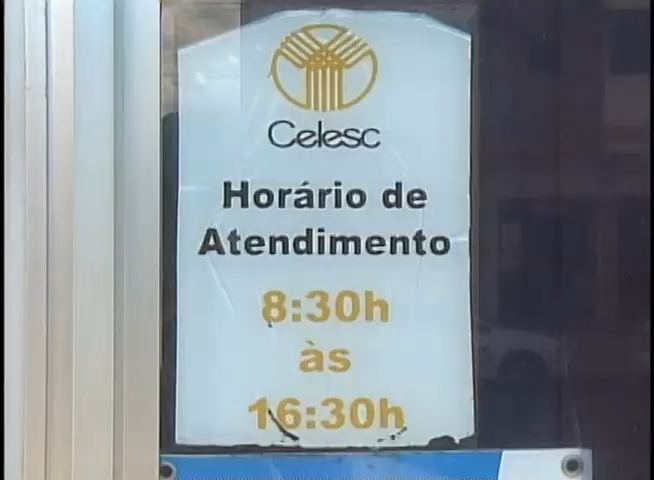 Celesc
Horário de
Atendimento
8:30h
às
16:30h